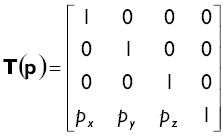 T(p) = [ 1 0 0 0
0 1 0 0
0 0 1 0
p_x p_y p_z 1 ]